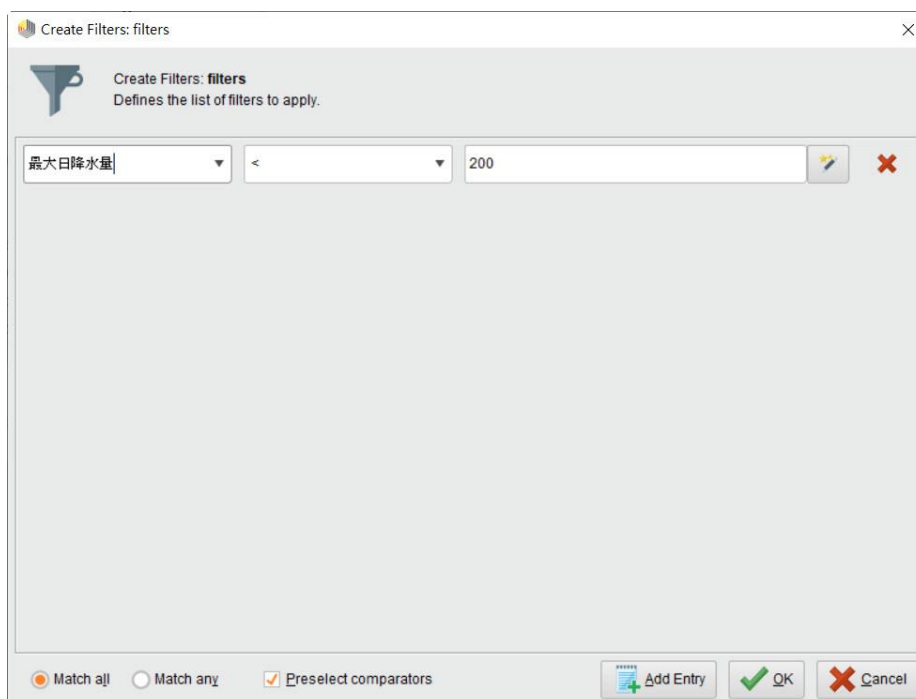 Create Filters: filters
Create Filters: filters
Defines the list of filters to apply.
最大日降水量 < 200
Match all Match any Preselect comparators Add Entry OK Cancel